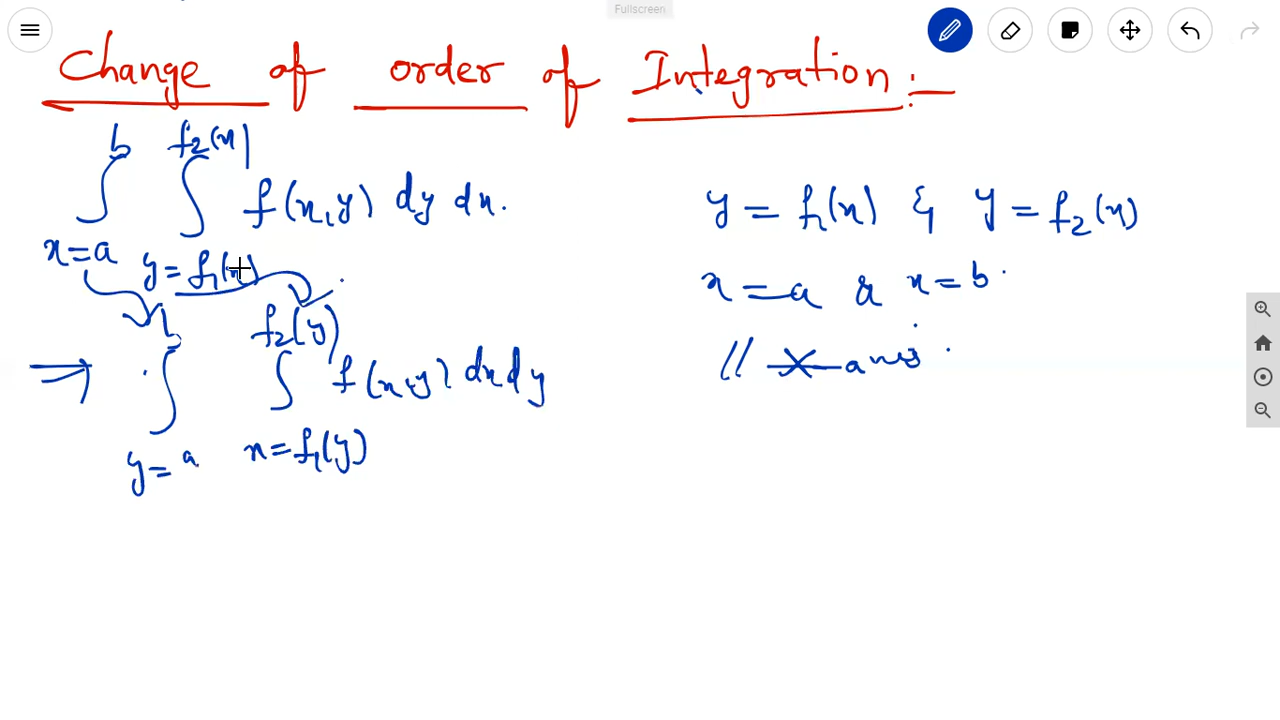 Fullscreen
Change of order of Integration :-
∫_{x=a}^{b} ∫_{y=f1(x)}^{f2(x)} f(x,y) dy dx.
y = f1(x) & y = f2(x)
x = a & x = b
// X-axis.
⇒ ∫_{y=a}^{b} ∫_{x=f1(y)}^{f2(y)} f(x,y) dx dy